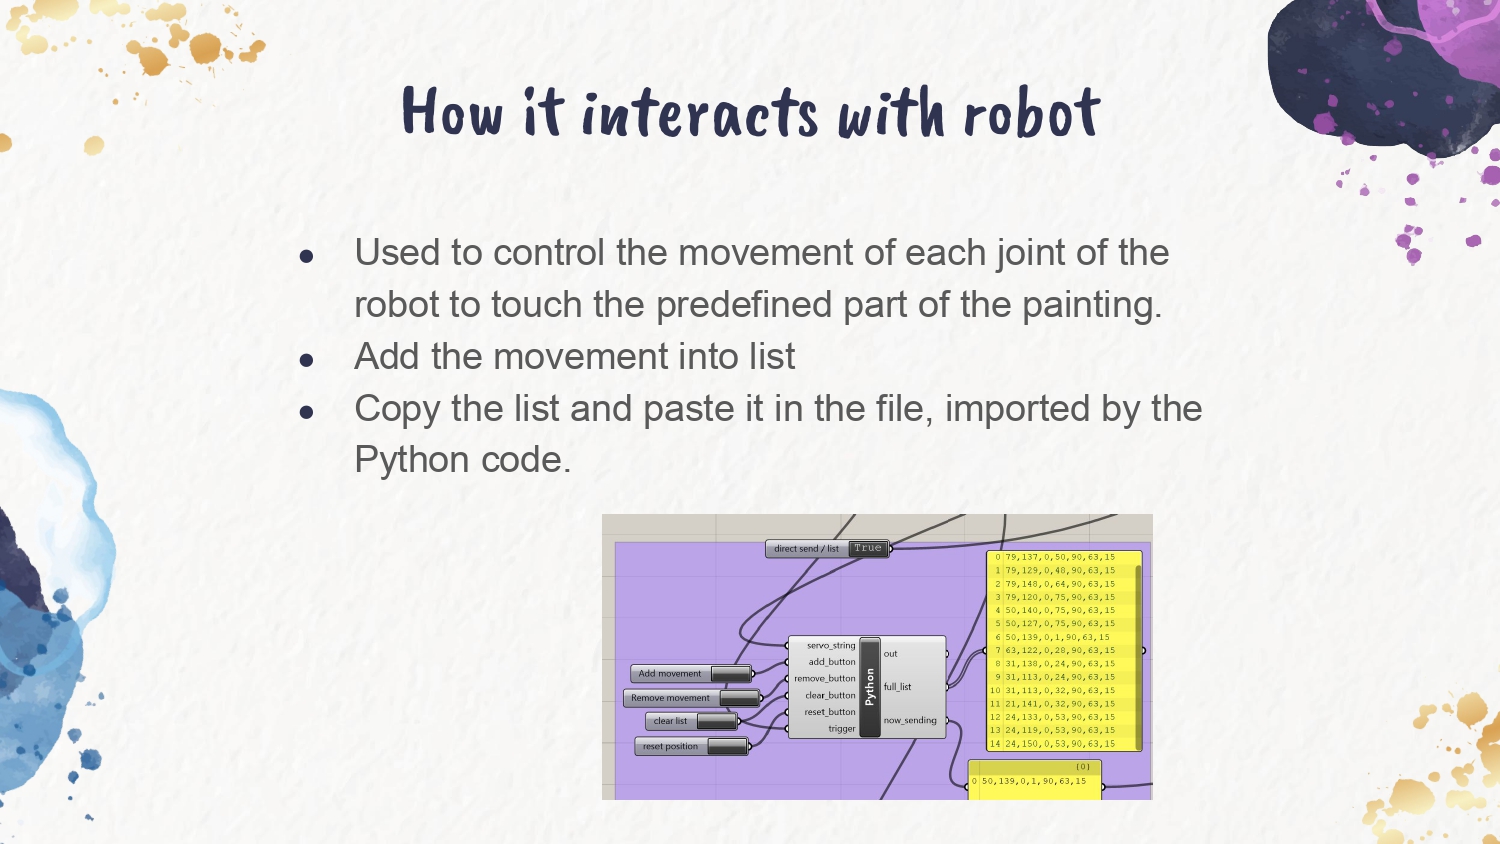 How it interacts with robot
● Used to control the movement of each joint of the
robot to touch the predefined part of the painting.
● Add the movement into list
● Copy the list and paste it in the file, imported by the
Python code.
direct send / list True
Add movement
Remove movement
clear list
reset position
servo_string
add_button
remove_button
clear_button
reset_button
trigger
Python
out
full_list
now_sending
0 79,137,0,50,90,63,15
1 79,129,0,48,90,63,15
2 79,148,0,64,90,63,15
3 79,120,0,75,90,63,15
4 50,140,0,75,90,63,15
5 50,127,0,75,90,63,15
6 50,139,0,1,90,63,15
7 63,122,0,28,90,63,15
8 31,138,0,24,90,63,15
9 31,113,0,24,90,63,15
10 31,113,0,32,90,63,15
11 21,141,0,32,90,63,15
12 24,133,0,53,90,63,15
13 24,119,0,53,90,63,15
14 24,150,0,53,90,63,15
{0}
0 50,139,0,1,90,63,15